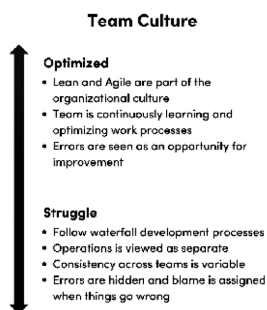 Team Culture
Optimized
• Lean and Agile are part of the
organizational culture
• Team is continuously learning and
optimizing work processes
• Errors are seen as an opportunity for
improvement
Struggle
• Follow waterfall development processes
• Operations is viewed as separate
• Consistency across teams is variable
• Errors are hidden and blame is assigned
when things go wrong